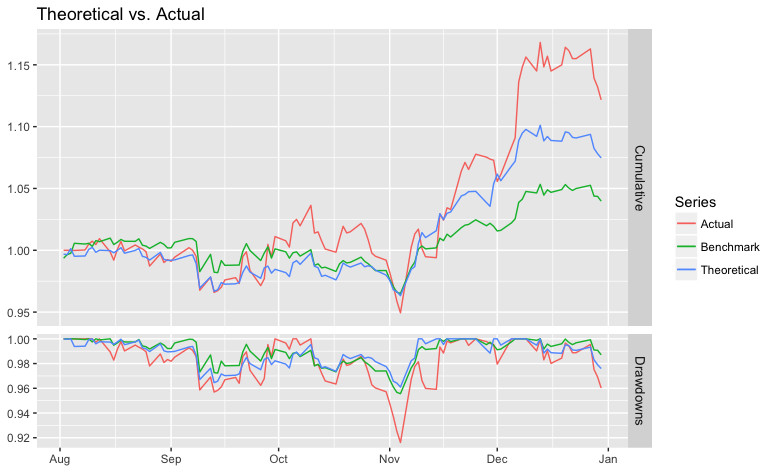 Theoretical vs. Actual
1.15
1.10
1.05
1.00
0.95
Cumulative
1.00
0.98
0.96
0.94
0.92
Drawdowns
Aug Sep Oct Nov Dec Jan
Series
Actual
Benchmark
Theoretical